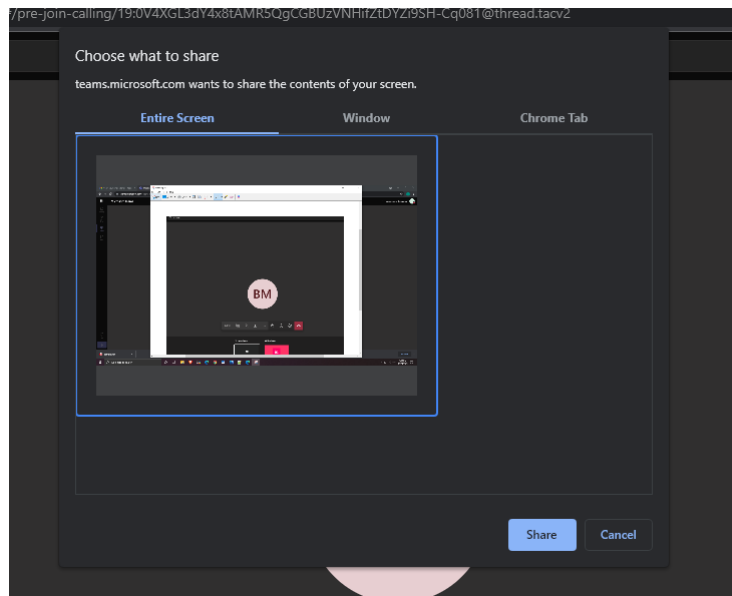 /pre-join-calling/19:0V4XGL3dY4x8tAMR5QgCGBUzVNHifZtDYZi9SH-Cq081@thread.tacv2
Choose what to share
teams.microsoft.com wants to share the contents of your screen.
Entire Screen Window Chrome Tab
BM
Share Cancel